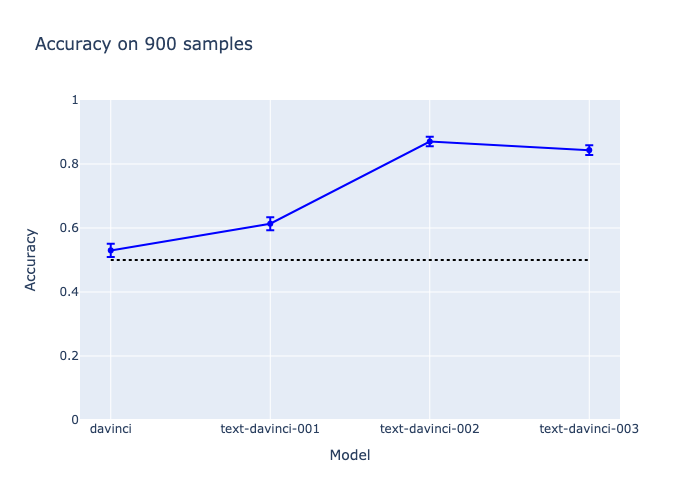 Accuracy on 900 samples
Accuracy
1
0.8
0.6
0.4
0.2
0
davinci
text-davinci-001
text-davinci-002
text-davinci-003
Model